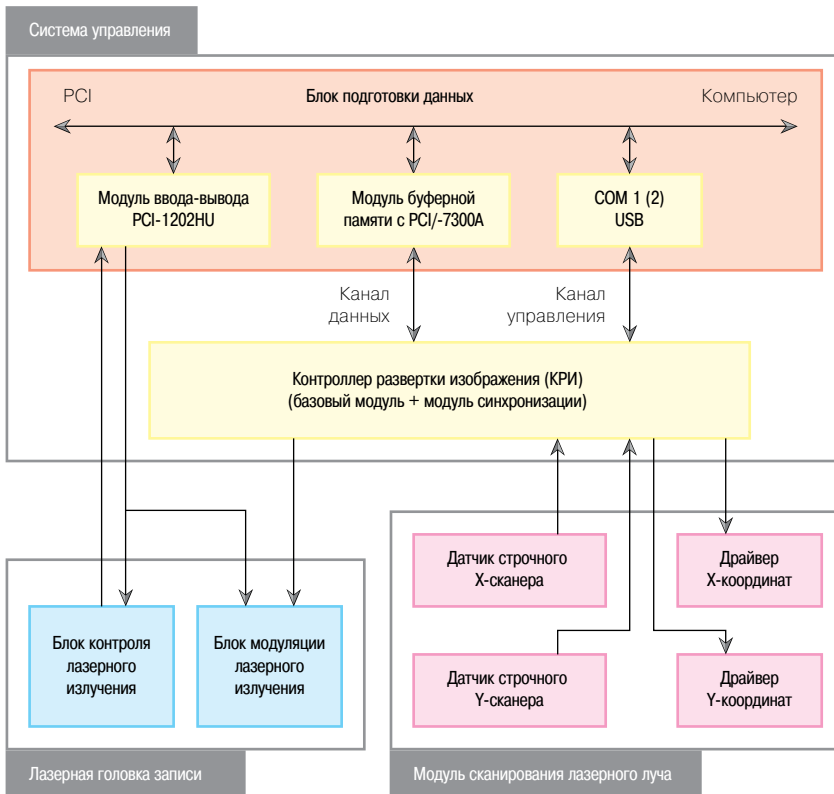 Система управления
PCI
Блок подготовки данных
Компьютер
Модуль ввода-вывода
PCI-1202HU
Модуль буферной
памяти с PCI/-7300A
COM 1 (2)
USB
Канал
данных
Канал
управления
Контроллер развертки изображения (КРИ)
(базовый модуль + модуль синхронизации)
Датчик строчного
X-сканера
Драйвер
X-координат
Блок контроля
лазерного
излучения
Блок модуляции
лазерного
излучения
Датчик строчного
Y-сканера
Драйвер
Y-координат
Лазерная головка записи
Модуль сканирования лазерного луча